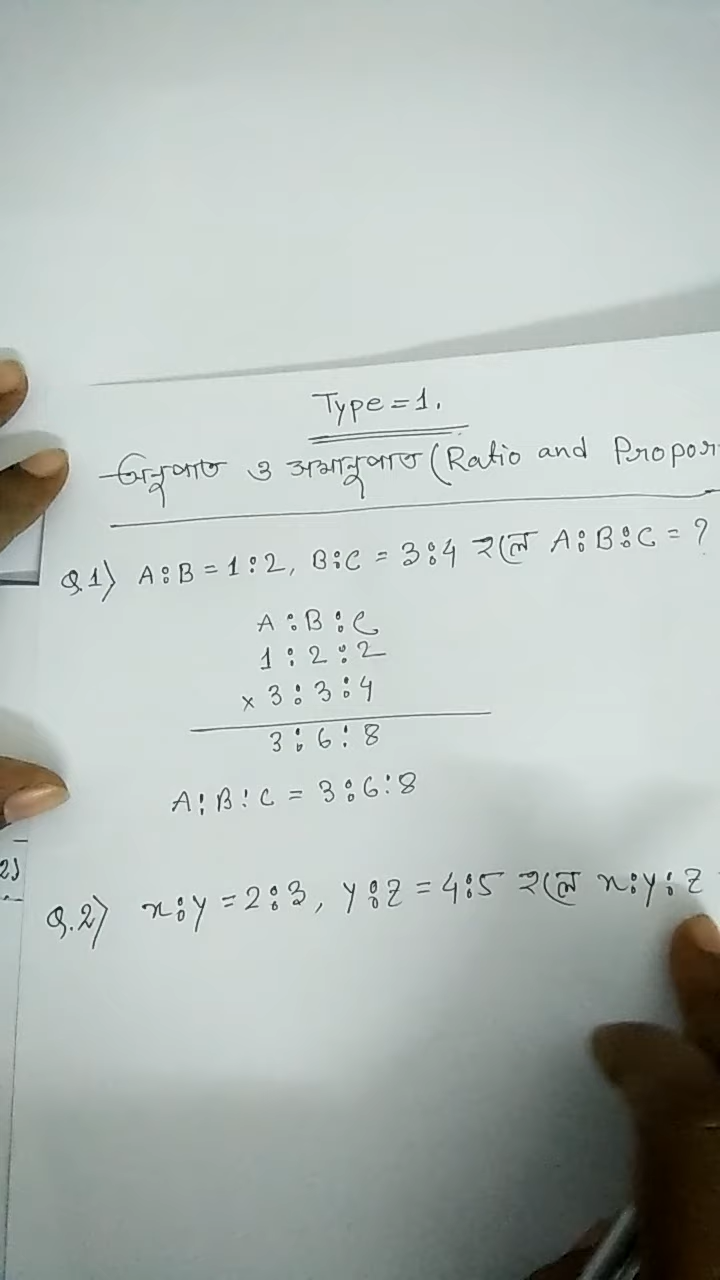 Type = 1.
অনুপাত ও সমানুপাত (Ratio and Propor
Q.1) A:B = 1:2, B:C = 3:4 হলে A:B:C = ?
A : B : C
1 : 2 : 2
× 3 : 3 : 4
3 : 6 : 8
A : B : C = 3:6:8
Q.2) x:y = 2:3, y:z = 4:5 হলে x:y:z